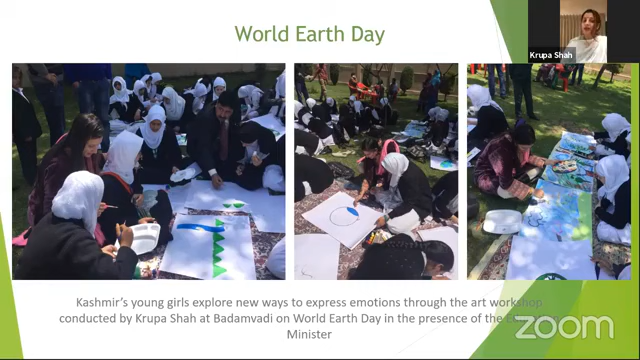 World Earth Day
Krupa Shah
Kashmir's young girls explore new ways to express emotions through the art workshop
conducted by Krupa Shah at Badamvadi on World Earth Day in the presence of the
Minister
zoom